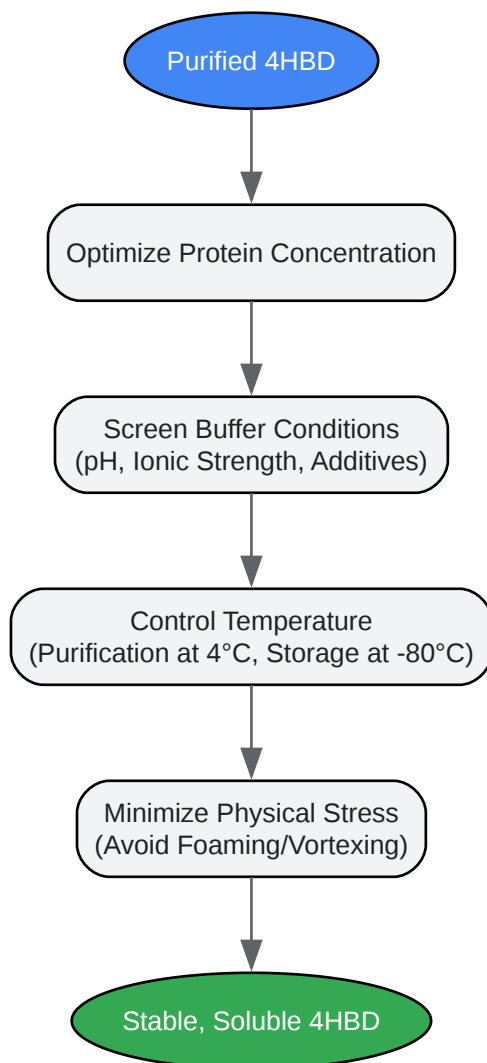 Purified 4HBD
Optimize Protein Concentration
Screen Buffer Conditions
(pH, Ionic Strength, Additives)
Control Temperature
(Purification at 4°C, Storage at -80°C)
Minimize Physical Stress
(Avoid Foaming/Vortexing)
Stable, Soluble 4HBD